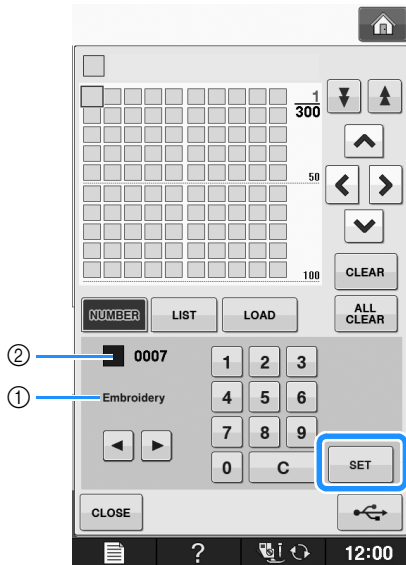 1
300
50
100
CLEAR
NUMBER LIST LOAD ALL CLEAR
② 0007
1 2 3
① Embroidery
4 5 6
7 8 9
0 C SET
CLOSE
? 12:00